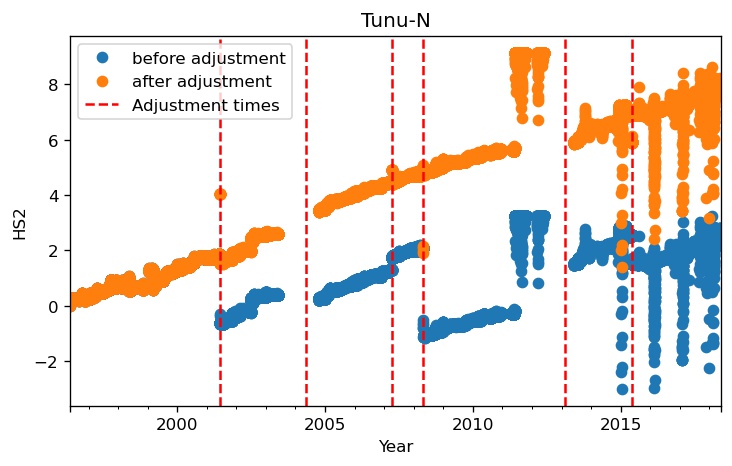 Tunu-N
before adjustment
after adjustment
Adjustment times
HS2
8
6
4
2
0
−2
2000
2005
2010
2015
Year